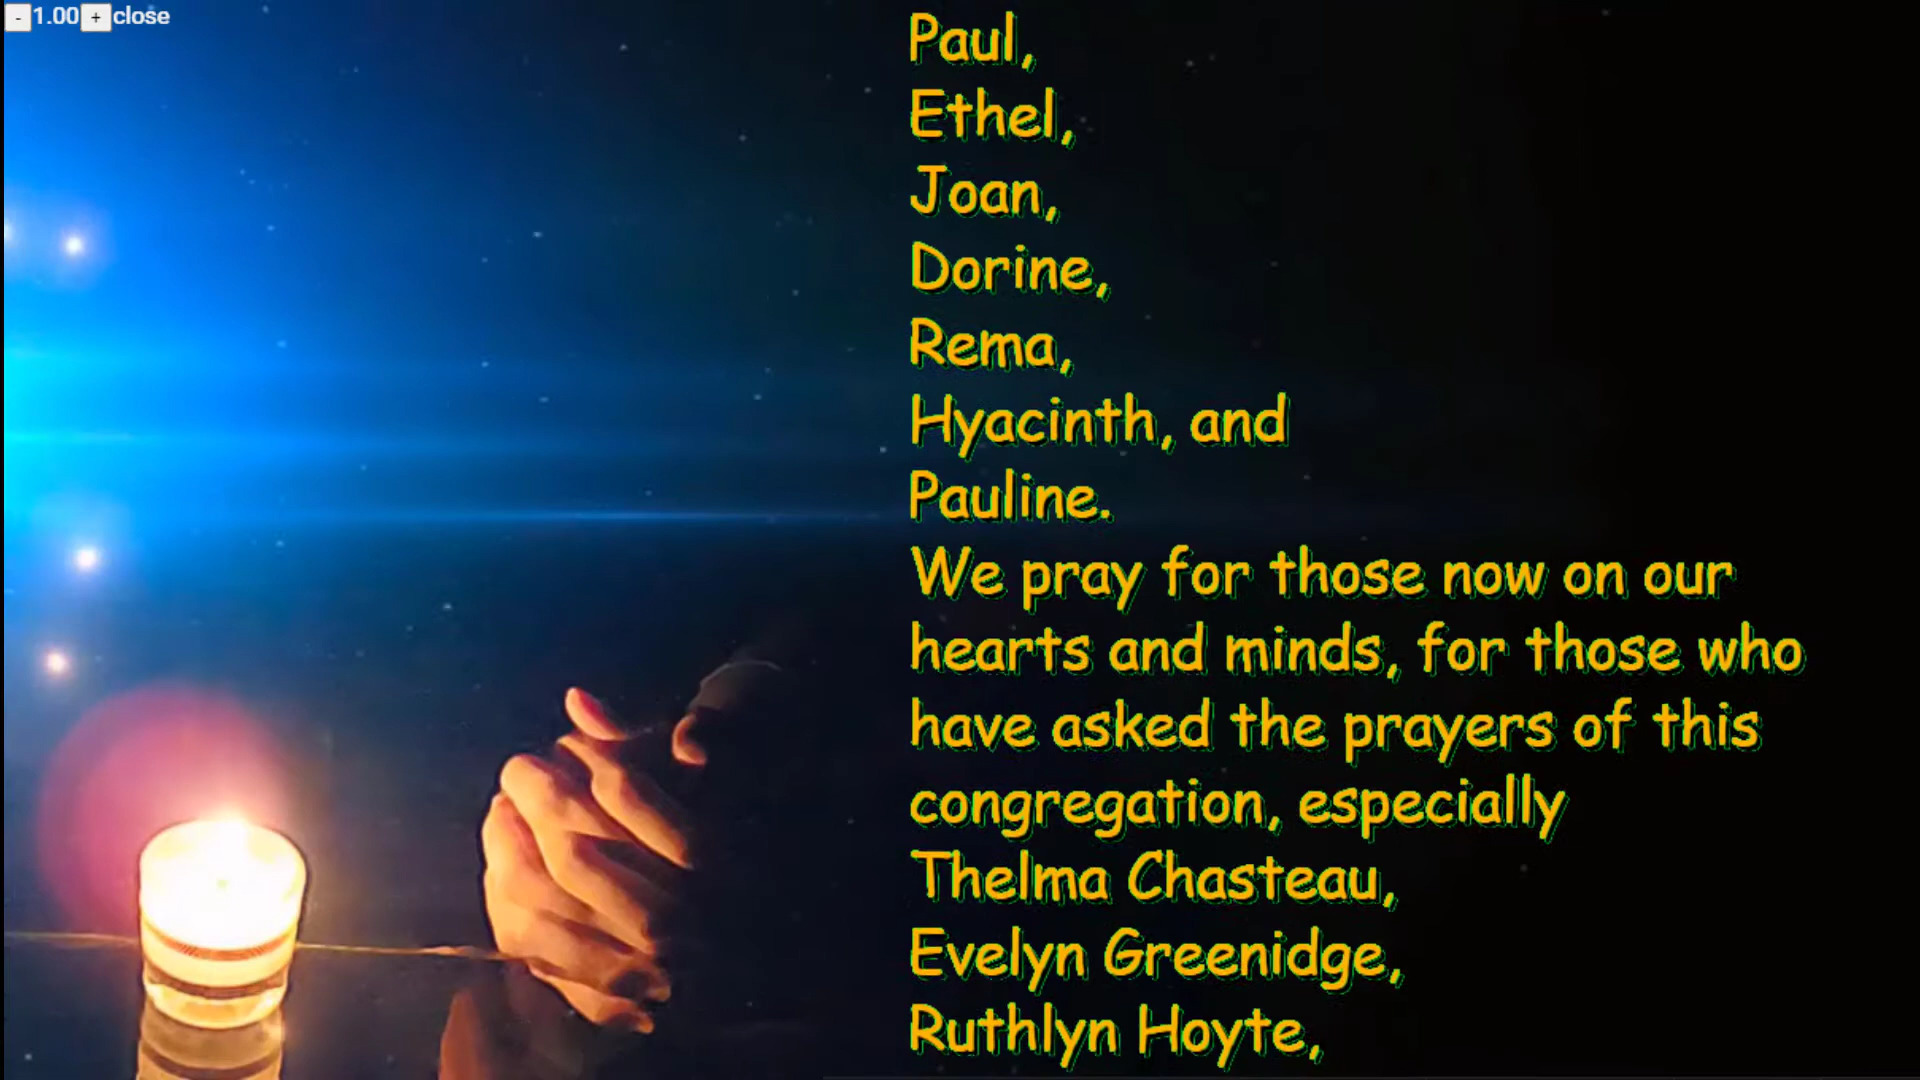 - 1.00 + close
Paul,
Ethel,
Joan,
Dorine,
Rema,
Hyacinth, and
Pauline.
We pray for those now on our
hearts and minds, for those who
have asked the prayers of this
congregation, especially
Thelma Chasteau,
Evelyn Greenidge,
Ruthlyn Hoyte,